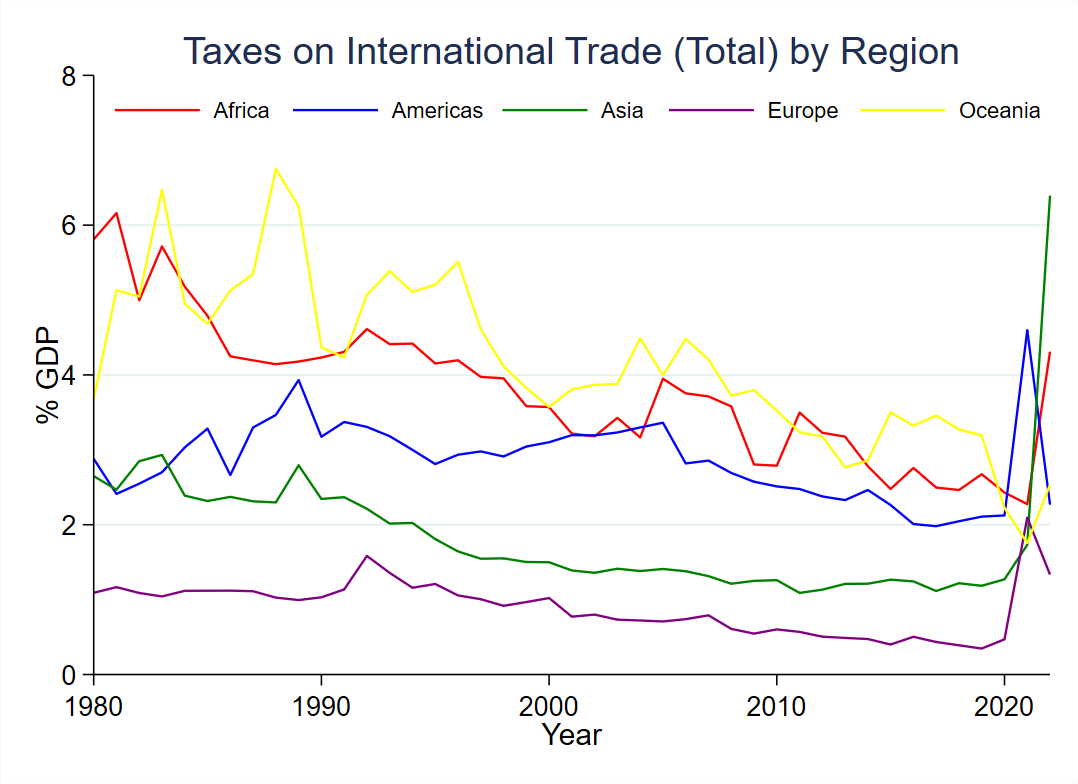 Taxes on International Trade (Total) by Region
8
Africa Americas Asia Europe Oceania
6
% GDP
4
2
0
1980 1990 2000 2010 2020
Year